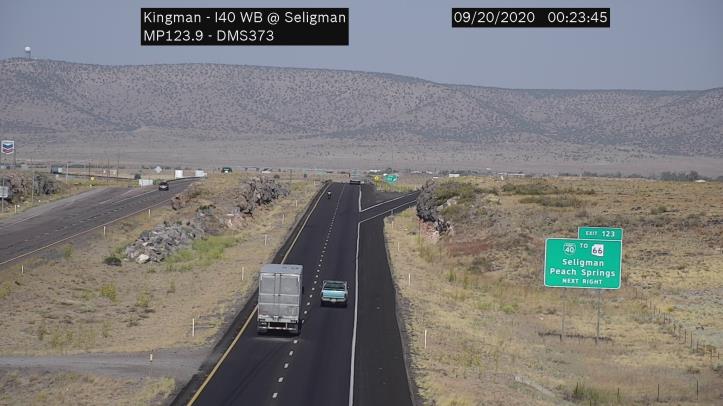 Kingman - I40 WB @ Seligman
MP123.9 - DMS373
09/20/2020 00:23:45
EXIT 123
40 TO 66
Seligman
Peach Springs
NEXT RIGHT